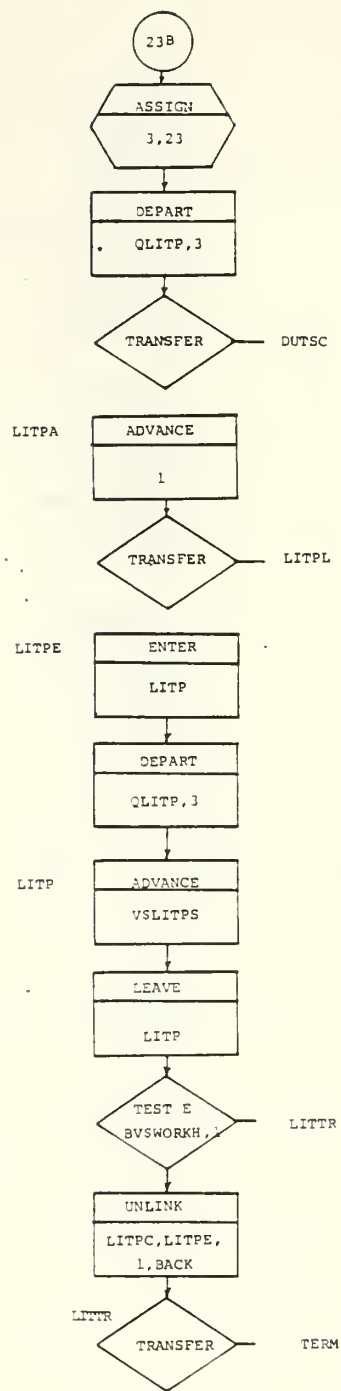 23B
ASSIGN
3,23
DEPART
QLITP,3
TRANSFER
DUTSC
LITPA
ADVANCE
1
TRANSFER
LITPL
LITPE
ENTER
LITP
DEPART
QLITP,3
LITP
ADVANCE
VSLITPS
LEAVE
LITP
TEST E
BVSWORKH,1
LITTR
UNLINK
LITPC,LITPE,
1,BACK
LITTR
TRANSFER
TERM